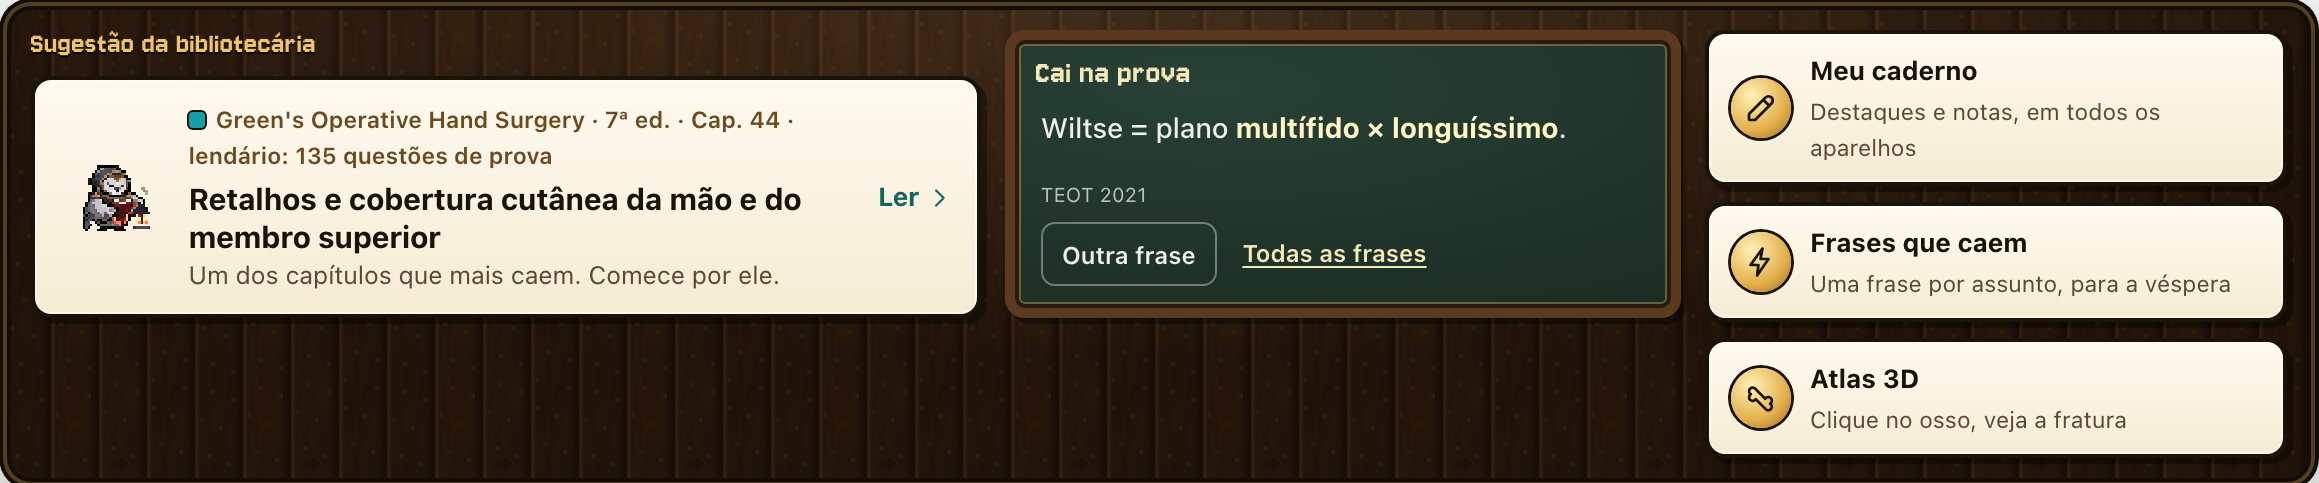 Sugestão da bibliotecária
Green's Operative Hand Surgery · 7ª ed. · Cap. 44 ·
lendário: 135 questões de prova
Retalhos e cobertura cutânea da mão e do
membro superior
Um dos capítulos que mais caem. Comece por ele.
Ler
Cai na prova
Wiltse = plano multífido × longuíssimo.
TEOT 2021
Outra frase
Todas as frases
Meu caderno
Destaques e notas, em todos os
aparelhos
Frases que caem
Uma frase por assunto, para a véspera
Atlas 3D
Clique no osso, veja a fratura